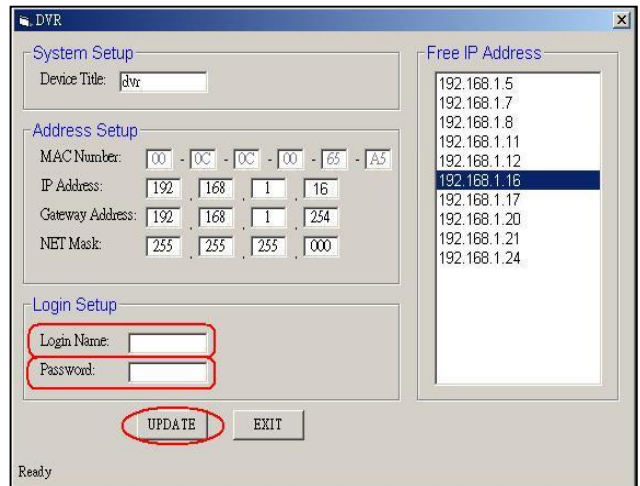 DVR
System Setup
Device Title: dvr
Address Setup
MAC Number: 00 - 0C - 0C - 00 - 65 - A5
IP Address: 192 . 168 . 1 . 16
Gateway Address: 192 . 168 . 1 . 254
NET Mask: 255 . 255 . 255 . 000
Login Setup
Login Name:
Password:
UPDATE EXIT
Ready
Free IP Address
192.168.1.5
192.168.1.7
192.168.1.8
192.168.1.11
192.168.1.12
192.168.1.16
192.168.1.17
192.168.1.20
192.168.1.21
192.168.1.24